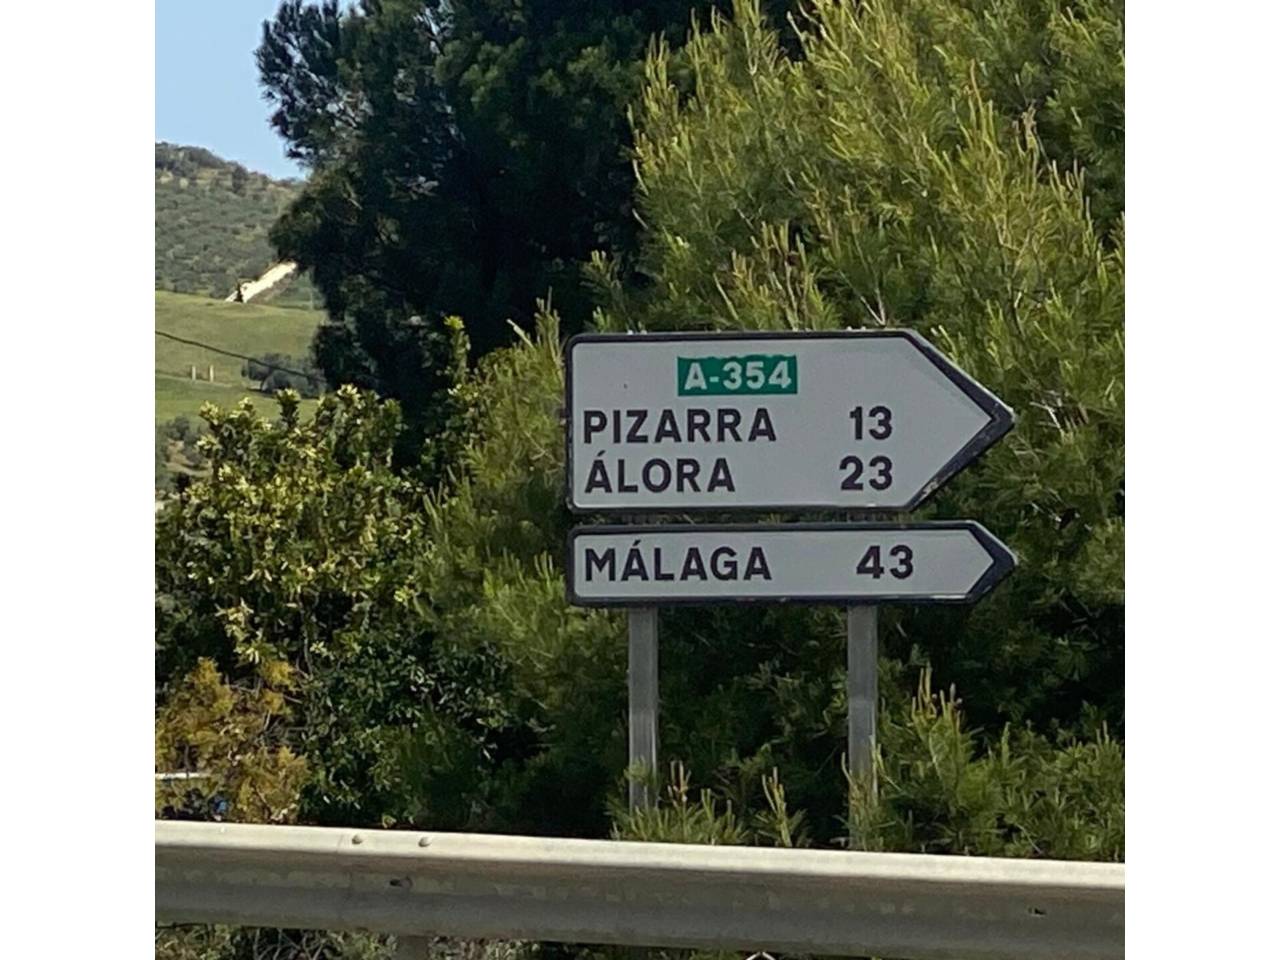 A-354
PIZARRA 13
ÁLORA 23
MÁLAGA 43